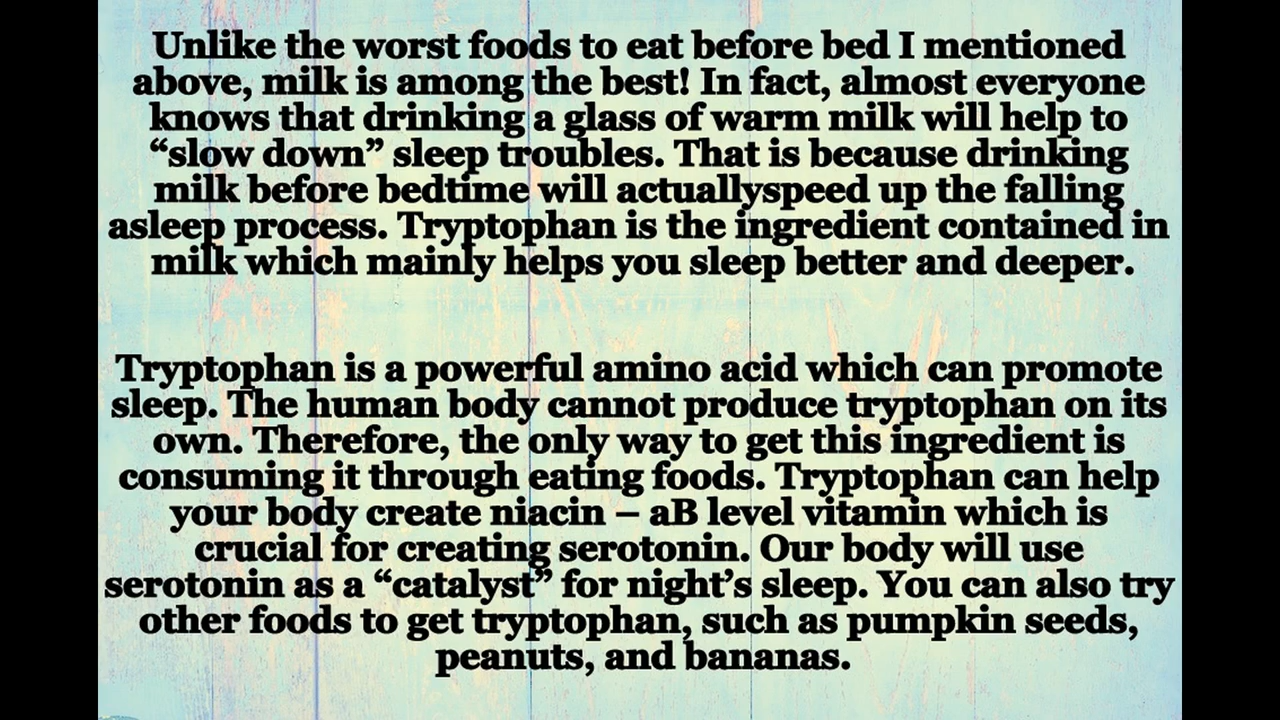 Unlike the worst foods to eat before bed I mentioned
above, milk is among the best! In fact, almost everyone
knows that drinking a glass of warm milk will help to
“slow down” sleep troubles. That is because drinking
milk before bedtime will actuallyspeed up the falling
asleep process. Tryptophan is the ingredient contained in
milk which mainly helps you sleep better and deeper.
Tryptophan is a powerful amino acid which can promote
sleep. The human body cannot produce tryptophan on its
own. Therefore, the only way to get this ingredient is
consuming it through eating foods. Tryptophan can help
your body create niacin – aB level vitamin which is
crucial for creating serotonin. Our body will use
serotonin as a “catalyst” for night’s sleep. You can also try
other foods to get tryptophan, such as pumpkin seeds,
peanuts, and bananas.